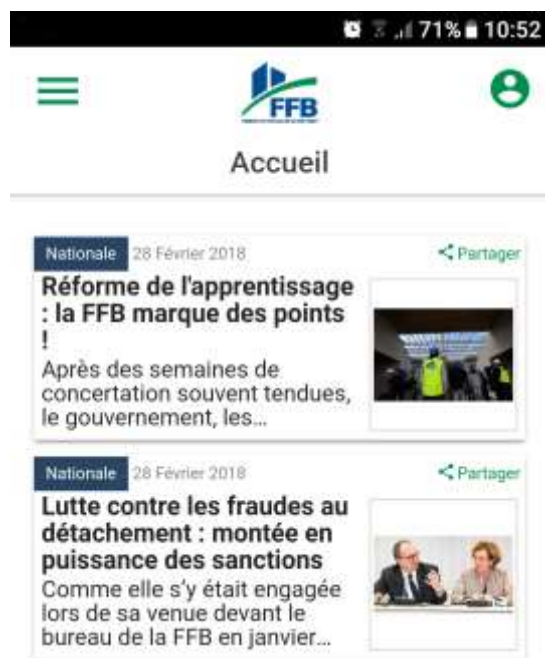 71% 10:52
FFB
Accueil
Nationale 28 Février 2018 Partager
Réforme de l'apprentissage
: la FFB marque des points
!
Après des semaines de
concertation souvent tendues,
le gouvernement, les...
Nationale 28 Février 2018 Partager
Lutte contre les fraudes au
détachement : montée en
puissance des sanctions
Comme elle s'y était engagée
lors de sa venue devant le
bureau de la FFB en janvier...